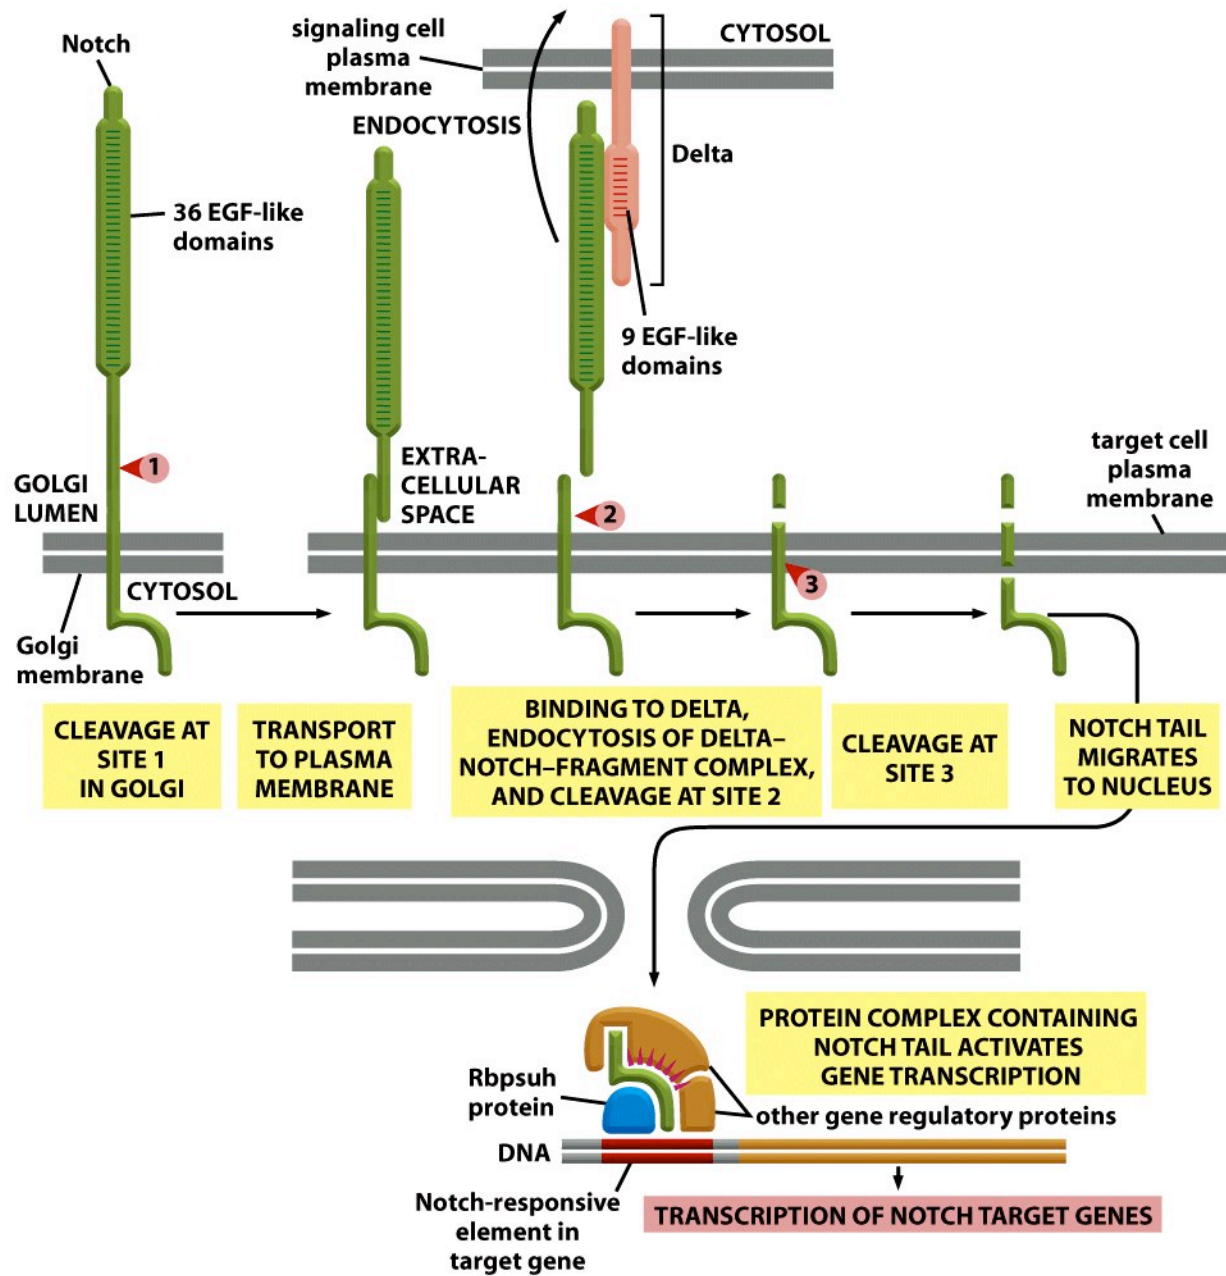 Notch
signaling cell
plasma
membrane
CYTOSOL
ENDOCYTOSIS
Delta
36 EGF-like
domains
9 EGF-like
domains
1
GOLGI
LUMEN
EXTRA-
CELLULAR
SPACE
2
target cell
plasma
membrane
3
CYTOSOL
Golgi
membrane
CLEAVAGE AT
SITE 1
IN GOLGI
TRANSPORT
TO PLASMA
MEMBRANE
BINDING TO DELTA,
ENDOCYTOSIS OF DELTA–
NOTCH–FRAGMENT COMPLEX,
AND CLEAVAGE AT SITE 2
CLEAVAGE AT
SITE 3
NOTCH TAIL
MIGRATES
TO NUCLEUS
PROTEIN COMPLEX CONTAINING
NOTCH TAIL ACTIVATES
GENE TRANSCRIPTION
Rbpsuh
protein
other gene regulatory proteins
DNA
Notch-responsive
element in
target gene
TRANSCRIPTION OF NOTCH TARGET GENES